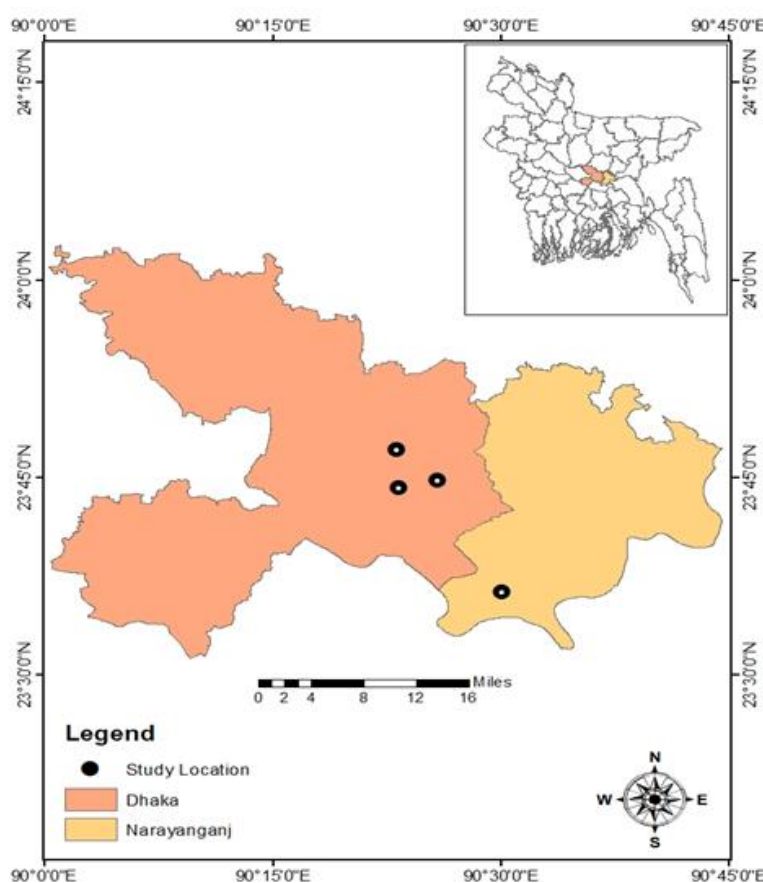 90°0'0"E 90°15'0"E 90°30'0"E 90°45'0"E
24°15'0"N 24°15'0"N
24°0'0"N 24°0'0"N
23°45'0"N 23°45'0"N
23°30'0"N 23°30'0"N
Miles
0 2 4 8 12 16
Legend
Study Location
Dhaka
Narayanganj
N
W E
S
90°0'0"E 90°15'0"E 90°30'0"E 90°45'0"E